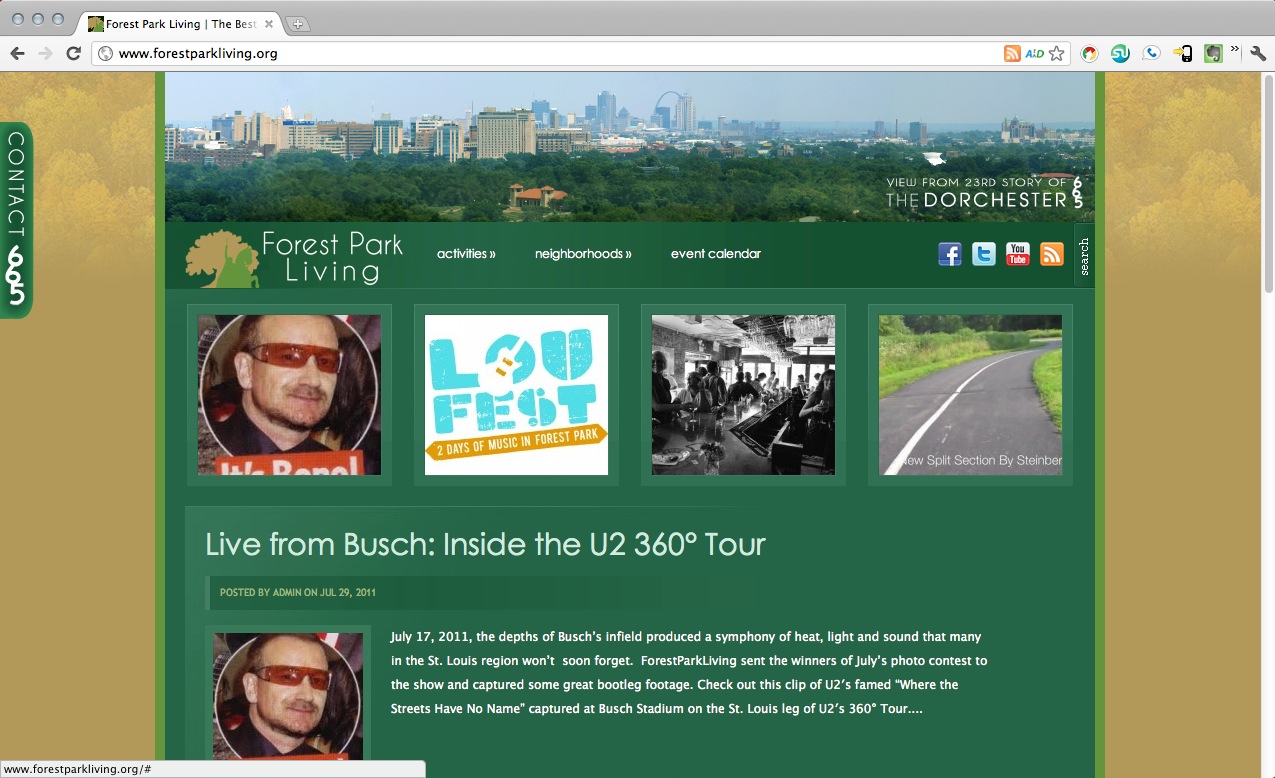 Forest Park Living | The Best
www.forestparkliving.org
CONTACT 665
VIEW FROM 23RD STORY OF
THE DORCHESTER 665
Forest Park
Living
activities »
neighborhoods »
event calendar
You
Tube
search
It's Bono!
LOU
FEST
2 DAYS OF MUSIC IN FOREST PARK
New Split Section By Steinber
Live from Busch: Inside the U2 360° Tour
POSTED BY ADMIN ON JUL 29, 2011
July 17, 2011, the depths of Busch's infield produced a symphony of heat, light and sound that many
in the St. Louis region won't  soon forget.  ForestParkLiving sent the winners of July's photo contest to
the show and captured some great bootleg footage. Check out this clip of U2's famed "Where the
Streets Have No Name" captured at Busch Stadium on the St. Louis leg of U2's 360° Tour....
www.forestparkliving.org/#